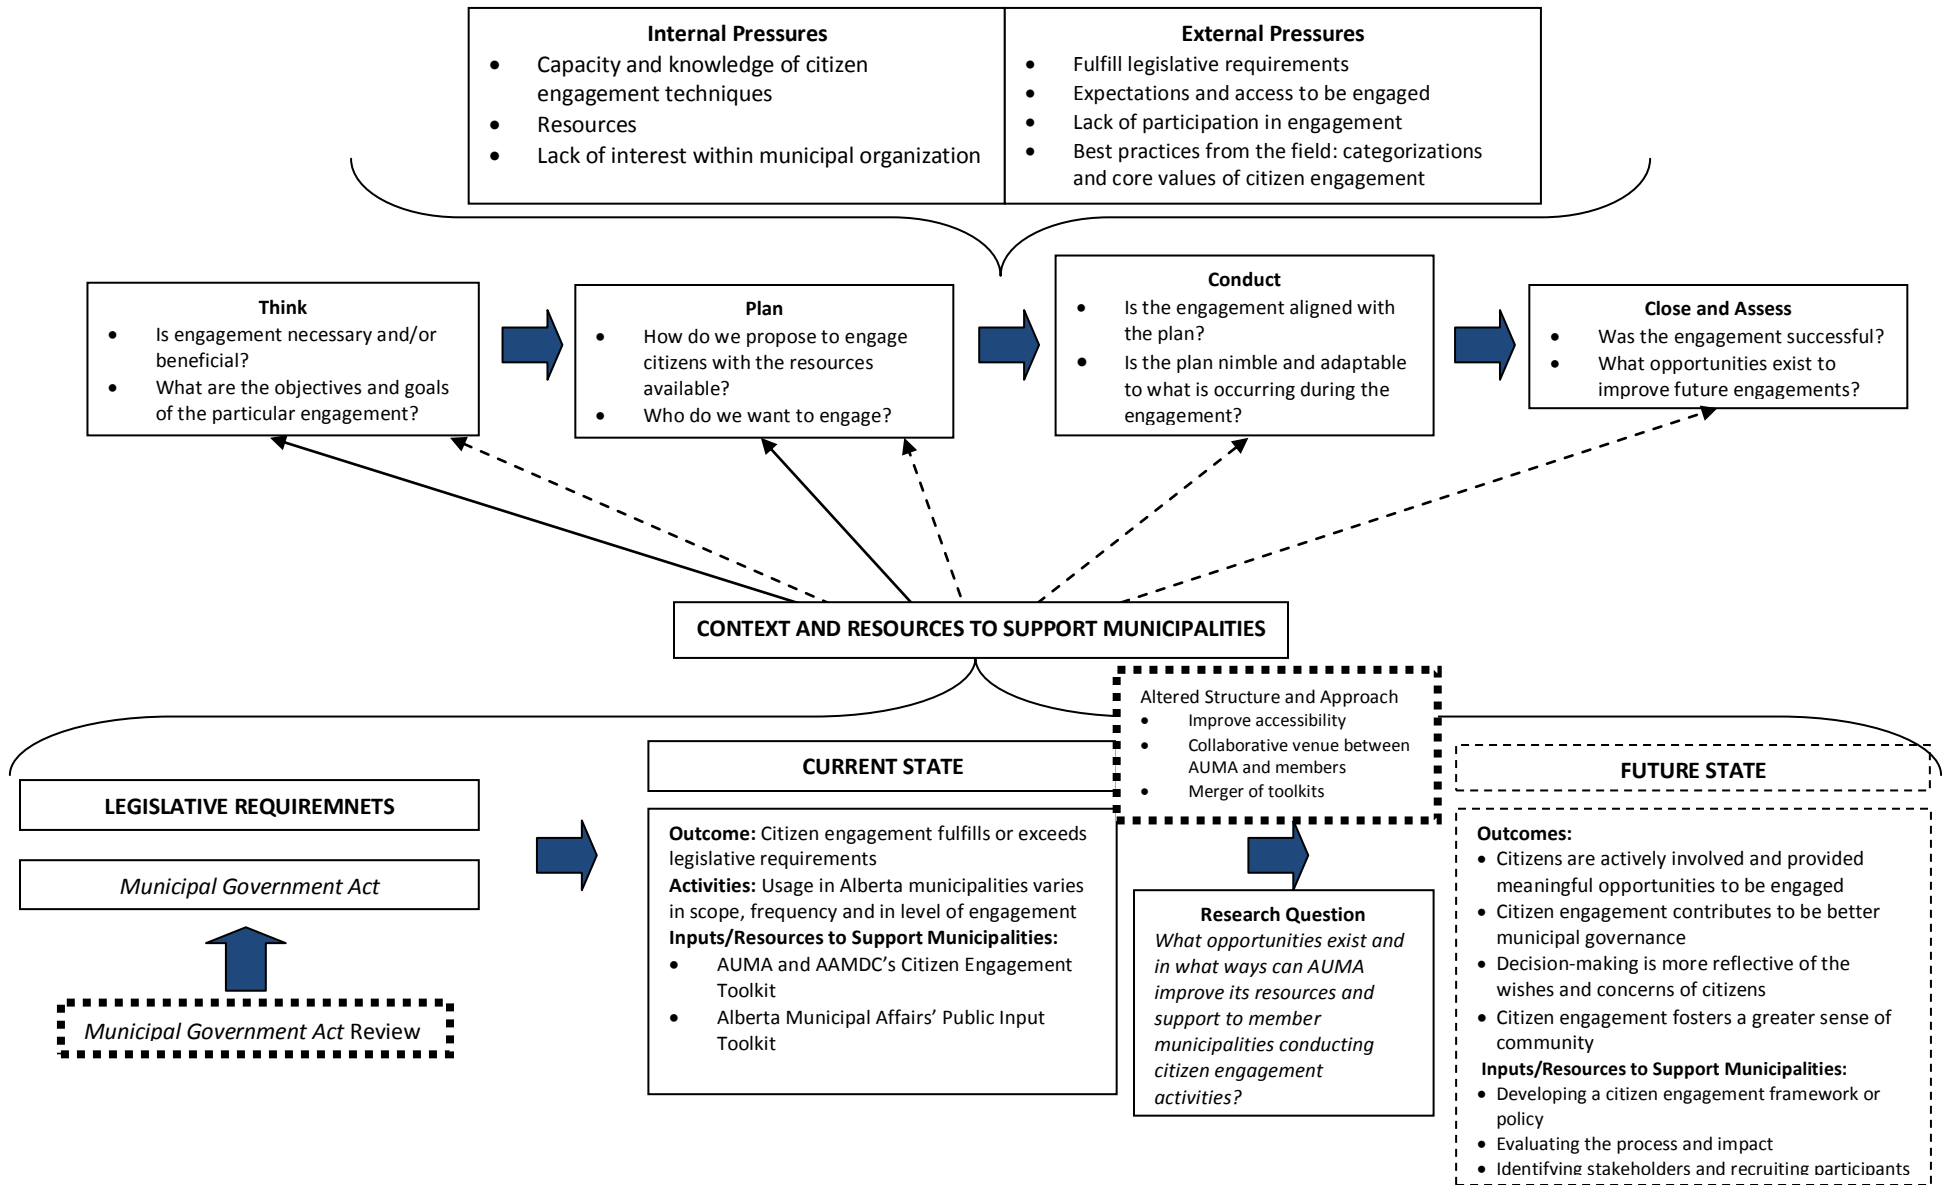 Internal Pressures
• Capacity and knowledge of citizen
engagement techniques
• Resources
• Lack of interest within municipal organization
External Pressures
• Fulfill legislative requirements
• Expectations and access to be engaged
• Lack of participation in engagement
• Best practices from the field: categorizations
and core values of citizen engagement
Think
• Is engagement necessary and/or
beneficial?
• What are the objectives and goals
of the particular engagement?
Plan
• How do we propose to engage
citizens with the resources
available?
• Who do we want to engage?
Conduct
• Is the engagement aligned with
the plan?
• Is the plan nimble and adaptable
to what is occurring during the
engagement?
Close and Assess
• Was the engagement successful?
• What opportunities exist to
improve future engagements?
CONTEXT AND RESOURCES TO SUPPORT MUNICIPALITIES
LEGISLATIVE REQUIREMNETS
Municipal Government Act
Municipal Government Act Review
CURRENT STATE
Outcome: Citizen engagement fulfills or exceeds
legislative requirements
Activities: Usage in Alberta municipalities varies
in scope, frequency and in level of engagement
Inputs/Resources to Support Municipalities:
• AUMA and AAMDC's Citizen Engagement
Toolkit
• Alberta Municipal Affairs' Public Input
Toolkit
Altered Structure and Approach
• Improve accessibility
• Collaborative venue between
AUMA and members
• Merger of toolkits
Research Question
What opportunities exist and
in what ways can AUMA
improve its resources and
support to member
municipalities conducting
citizen engagement
activities?
FUTURE STATE
Outcomes:
• Citizens are actively involved and provided
meaningful opportunities to be engaged
• Citizen engagement contributes to be better
municipal governance
• Decision-making is more reflective of the
wishes and concerns of citizens
• Citizen engagement fosters a greater sense of
community
Inputs/Resources to Support Municipalities:
• Developing a citizen engagement framework or
policy
• Evaluating the process and impact
• Identifying stakeholders and recruiting participants